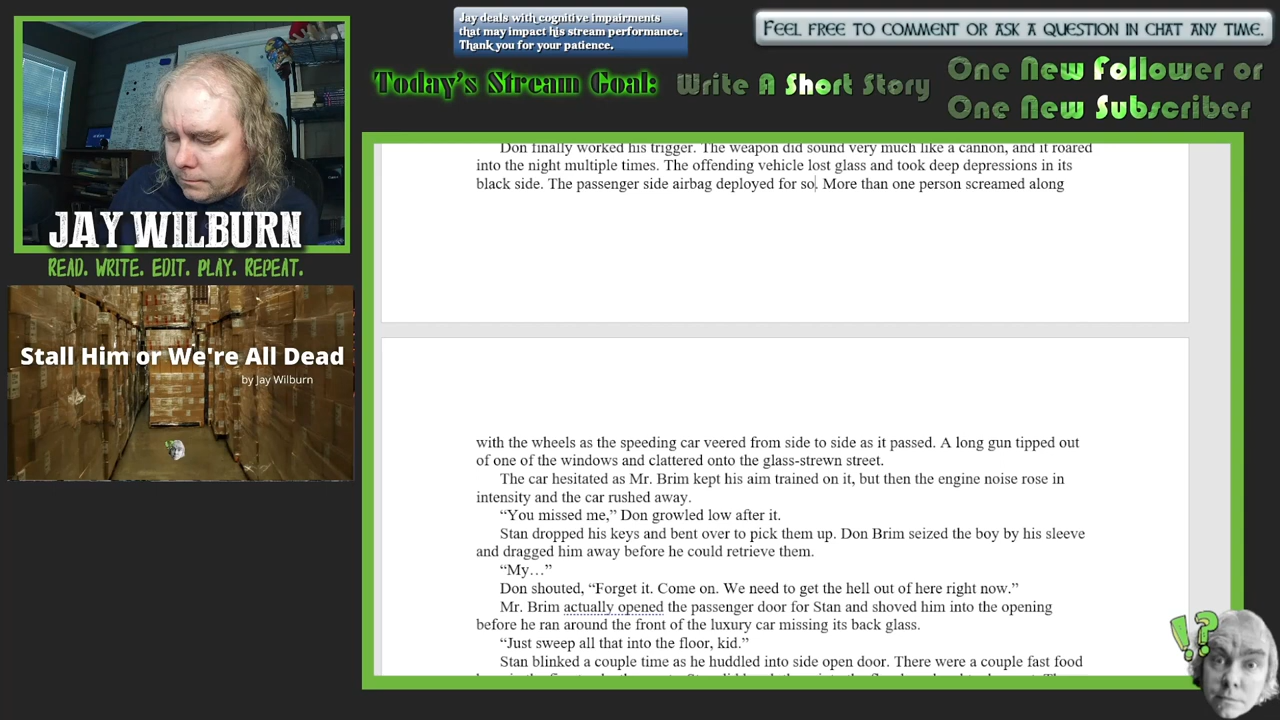 Jay deals with cognitive impairments
that may impact his stream performance.
Thank you for your patience.
Feel free to comment or ask a question in chat any time.
Today's Stream Goal:
Write A Short Story
One New Follower or
One New Subscriber
JAY WILBURN
READ. WRITE. EDIT. PLAY. REPEAT.
Stall Him or We're All Dead
by Jay Wilburn
Don finally worked his trigger. The weapon did sound very much like a cannon, and it roared
into the night multiple times. The offending vehicle lost glass and took deep depressions in its
black side. The passenger side airbag deployed for so. More than one person screamed along
with the wheels as the speeding car veered from side to side as it passed. A long gun tipped out
of one of the windows and clattered onto the glass-strewn street.
The car hesitated as Mr. Brim kept his aim trained on it, but then the engine noise rose in
intensity and the car rushed away.
“You missed me,” Don growled low after it.
Stan dropped his keys and bent over to pick them up. Don Brim seized the boy by his sleeve
and dragged him away before he could retrieve them.
“My…”
Don shouted, “Forget it. Come on. We need to get the hell out of here right now.”
Mr. Brim actually opened the passenger door for Stan and shoved him into the opening
before he ran around the front of the luxury car missing its back glass.
“Just sweep all that into the floor, kid.”
Stan blinked a couple time as he huddled into side open door. There were a couple fast food
!?